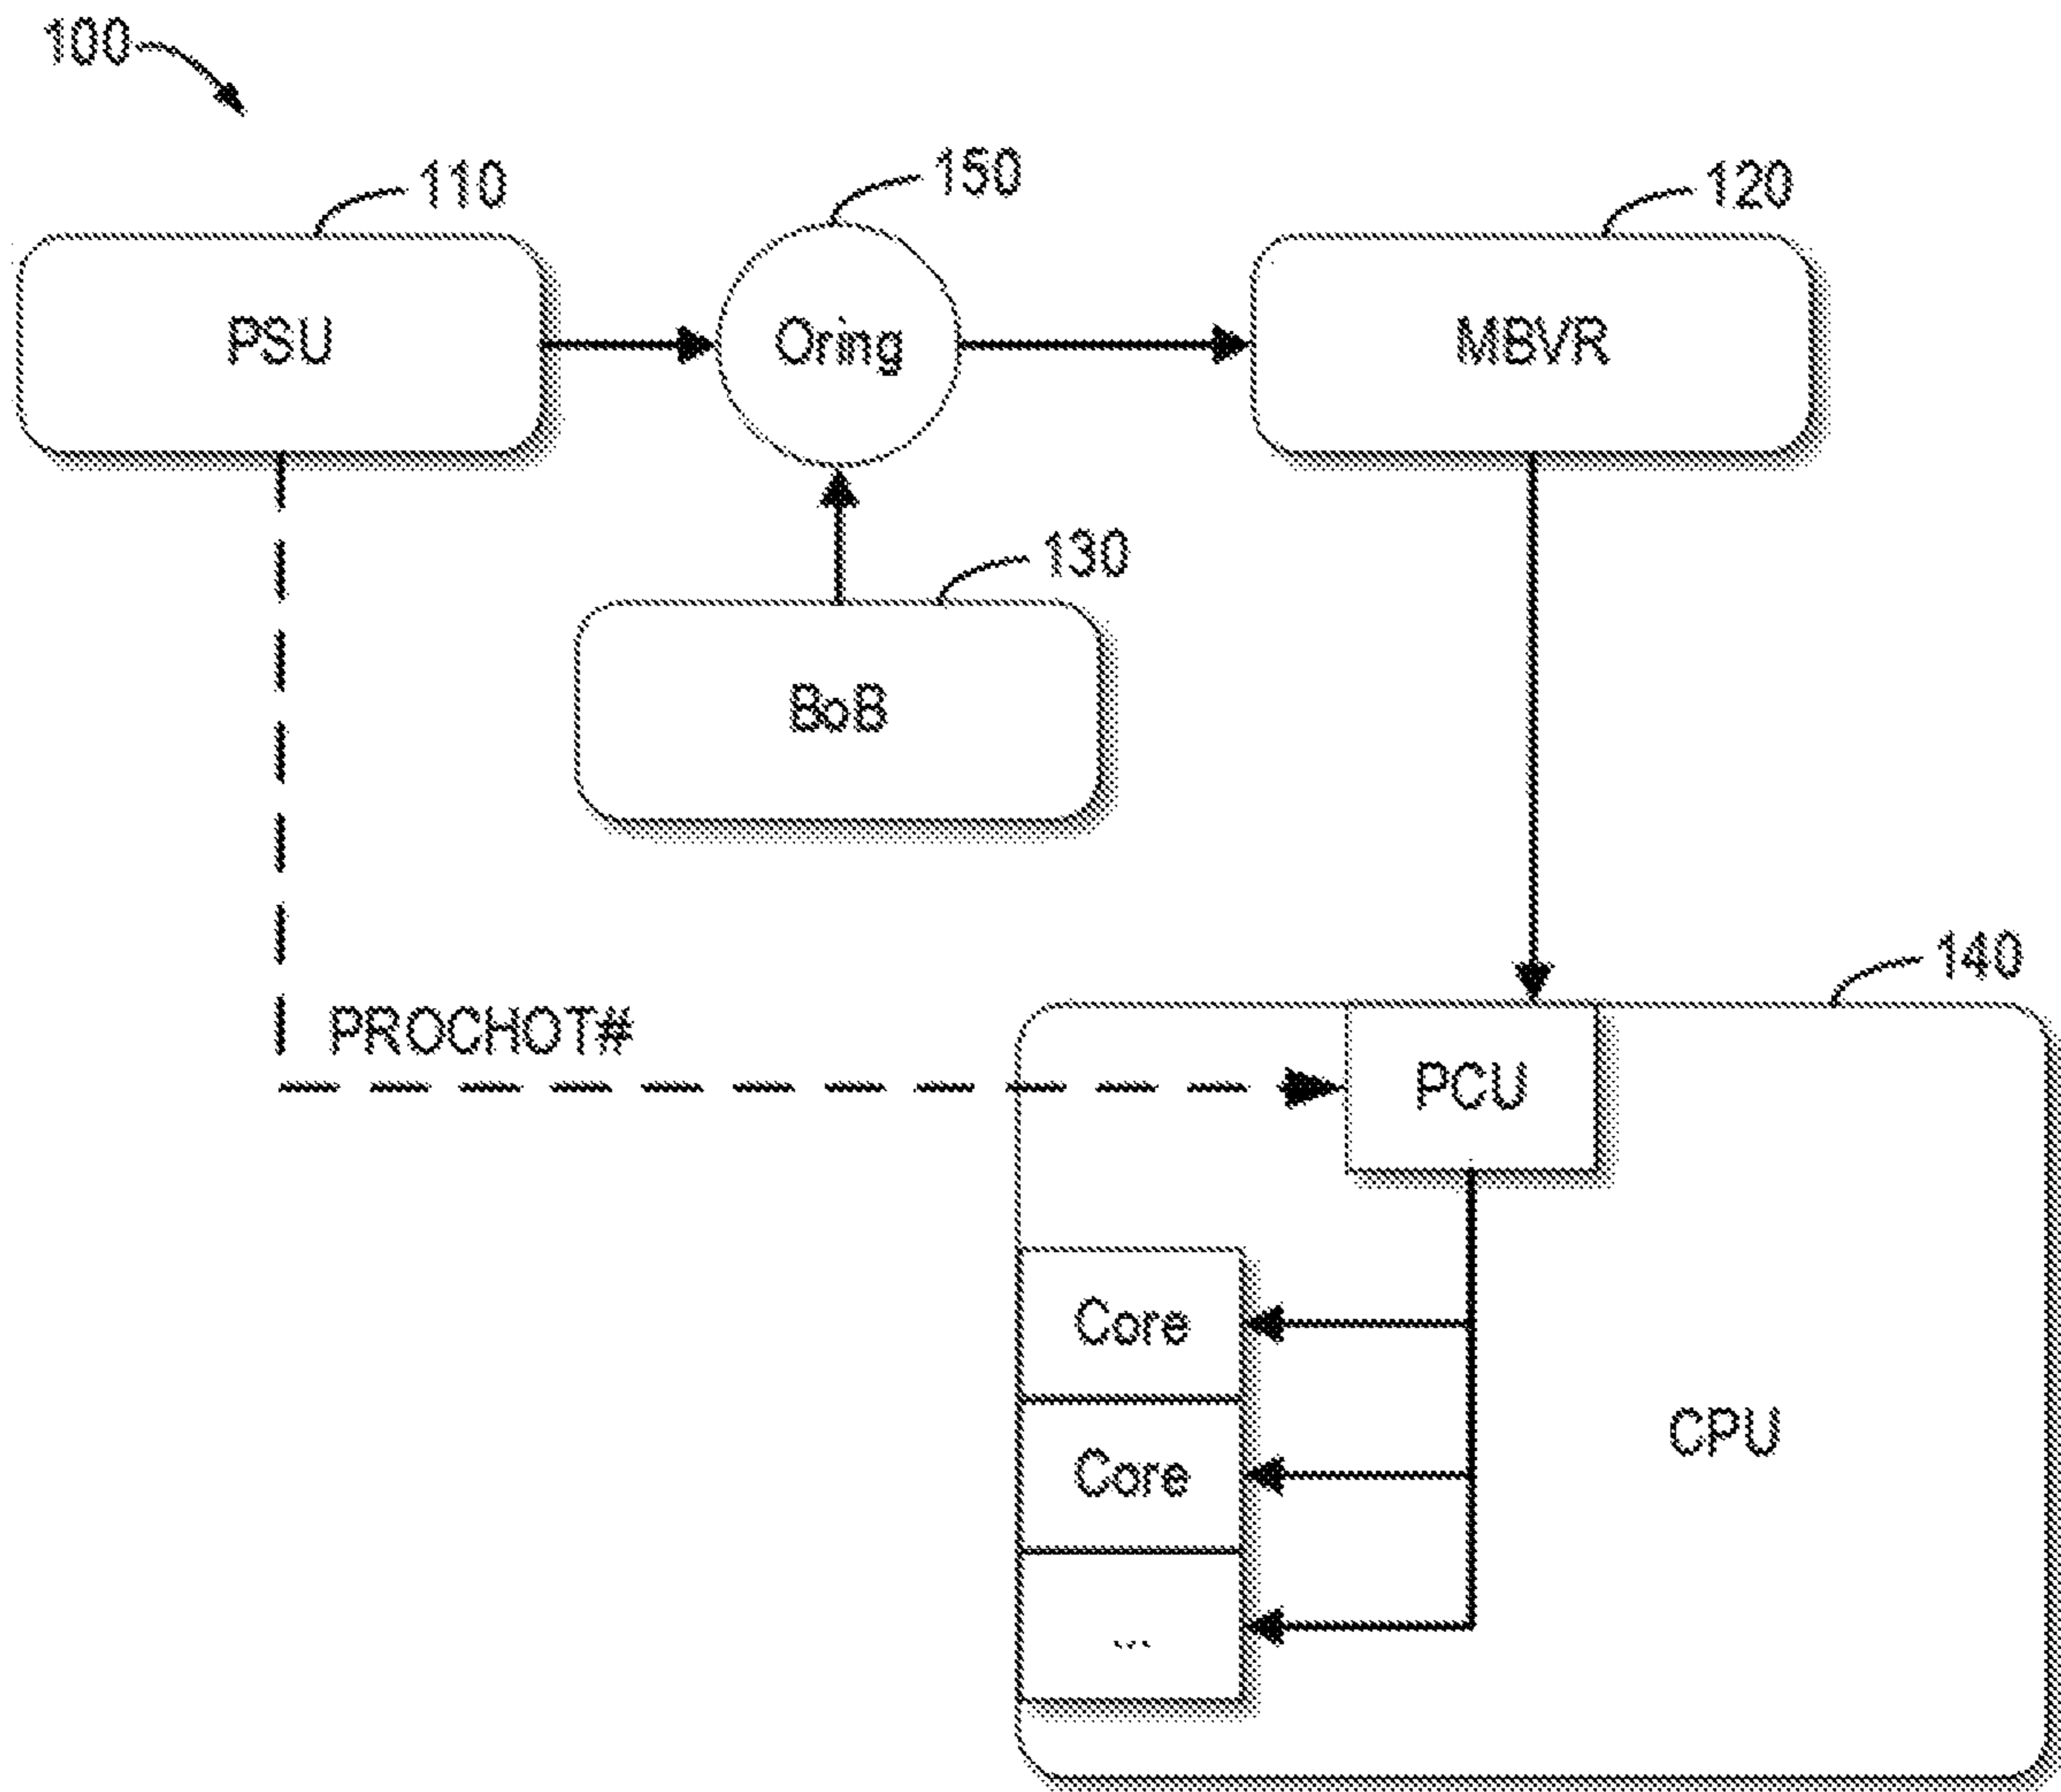 100
110
150
120
PSU
Oring
MBVR
130
BoB
140
PROCHOT#
PCU
Core
Core
CPU
...